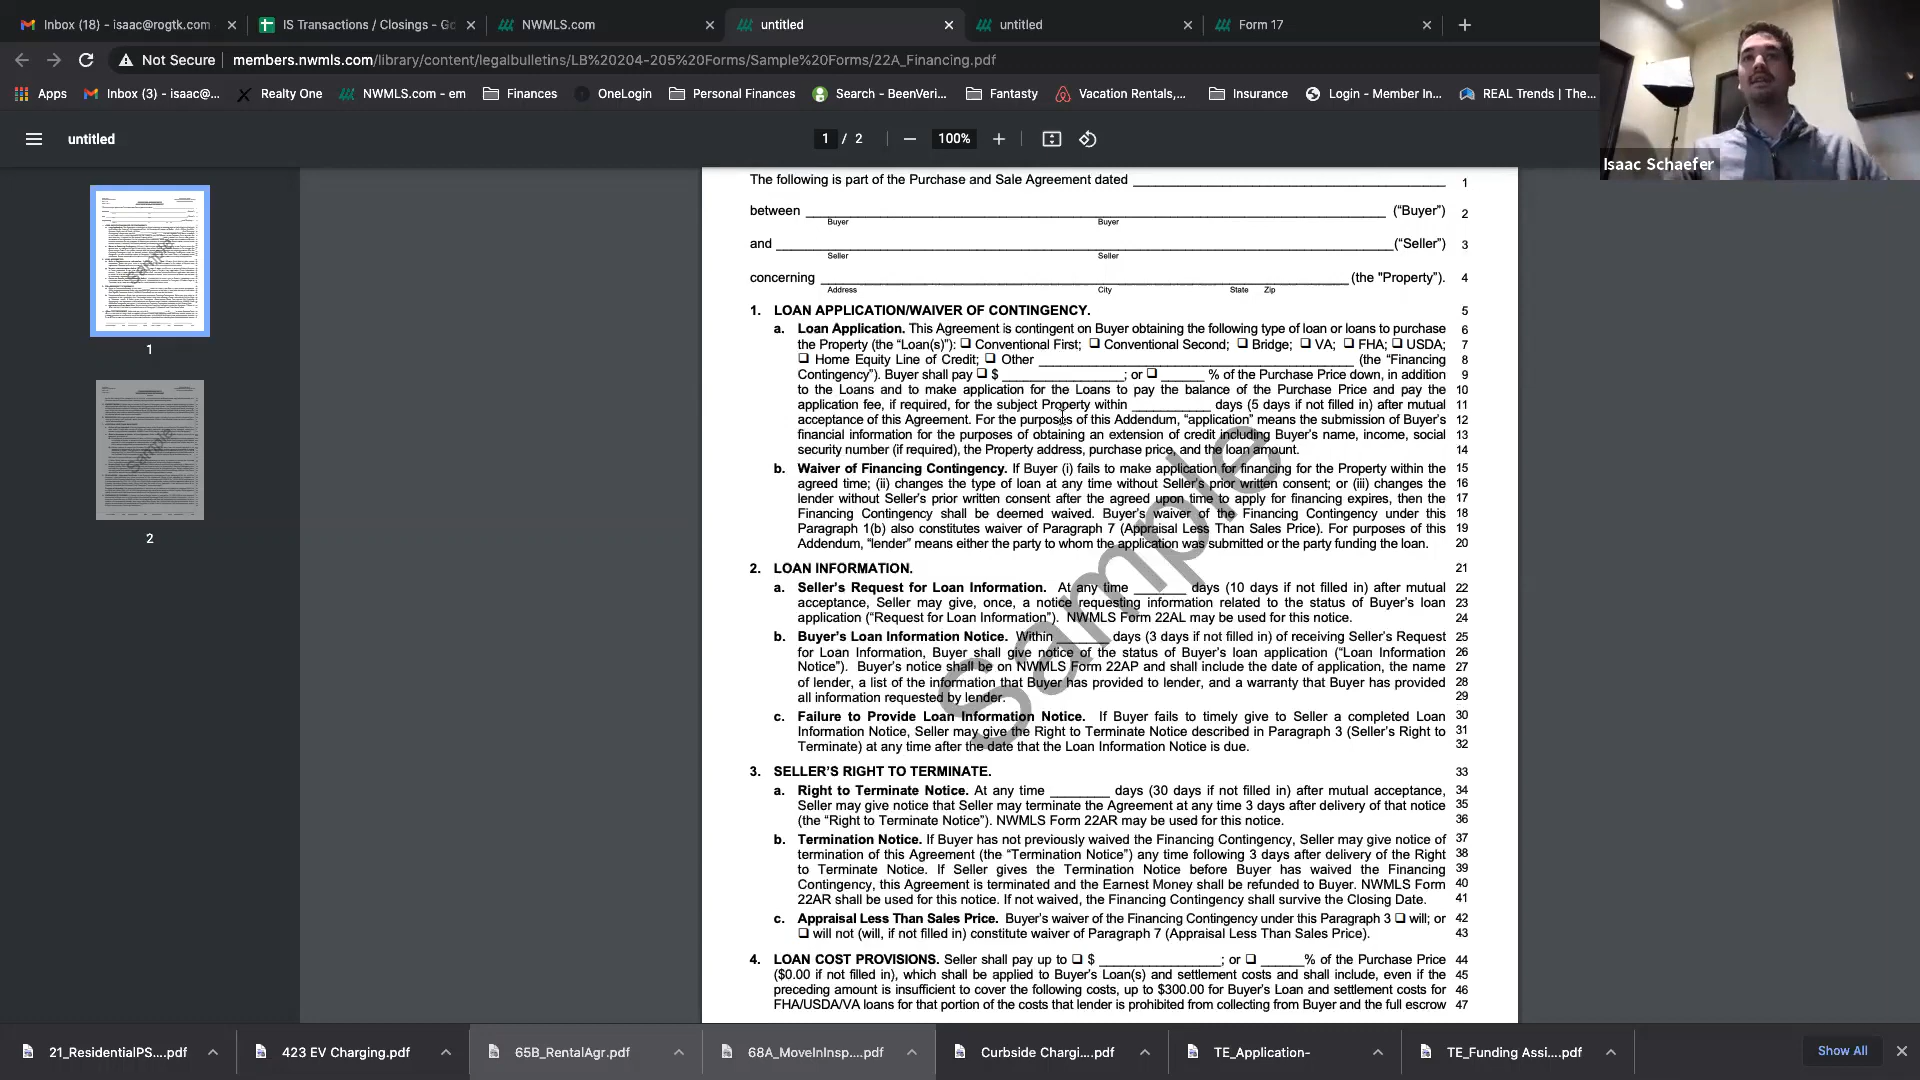 Inbox (18) - isaac@rogtk.com
IS Transactions / Closings - Go
NWMLS.com
untitled
untitled
Form 17
Not Secure
members.nwmls.com/library/content/legalbulletins/LB%20204-205%20Forms/Sample%20Forms/22A_Financing.pdf
Apps
Inbox (3) - isaac@...
Realty One
NWMLS.com - em
Finances
OneLogin
Personal Finances
Search - BeenVeri...
Fantasty
Vacation Rentals,...
Insurance
Login - Member In...
REAL Trends | The...
untitled
1 / 2
100%
Isaac Schaefer
1
2
The following is part of the Purchase and Sale Agreement dated 1
between ("Buyer") 2
Buyer Buyer
and ("Seller") 3
Seller Seller
concerning (the "Property"). 4
Address City State Zip
1. LOAN APPLICATION/WAIVER OF CONTINGENCY. 5
a. Loan Application. This Agreement is contingent on Buyer obtaining the following type of loan or loans to purchase 6
the Property (the "Loan(s)"): ❑ Conventional First; ❑ Conventional Second; ❑ Bridge; ❑ VA; ❑ FHA; ❑ USDA; 7
❑ Home Equity Line of Credit; ❑ Other (the "Financing 8
Contingency"). Buyer shall pay ❑ $ ; or ❑ % of the Purchase Price down, in addition 9
to the Loans and to make application for the Loans to pay the balance of the Purchase Price and pay the 10
application fee, if required, for the subject Property within days (5 days if not filled in) after mutual 11
acceptance of this Agreement. For the purposes of this Addendum, "application" means the submission of Buyer's 12
financial information for the purposes of obtaining an extension of credit including Buyer's name, income, social 13
security number (if required), the Property address, purchase price, and the loan amount. 14
b. Waiver of Financing Contingency. If Buyer (i) fails to make application for financing for the Property within the 15
agreed time; (ii) changes the type of loan at any time without Seller's prior written consent; or (iii) changes the 16
lender without Seller's prior written consent after the agreed upon time to apply for financing expires, then the 17
Financing Contingency shall be deemed waived. Buyer's waiver of the Financing Contingency under this 18
Paragraph 1(b) also constitutes waiver of Paragraph 7 (Appraisal Less Than Sales Price). For purposes of this 19
Addendum, "lender" means either the party to whom the application was submitted or the party funding the loan. 20
2. LOAN INFORMATION. 21
a. Seller's Request for Loan Information. At any time days (10 days if not filled in) after mutual 22
acceptance, Seller may give, once, a notice requesting information related to the status of Buyer's loan 23
application ("Request for Loan Information"). NWMLS Form 22AL may be used for this notice. 24
b. Buyer's Loan Information Notice. Within days (3 days if not filled in) of receiving Seller's Request 25
for Loan Information, Buyer shall give notice of the status of Buyer's loan application ("Loan Information 26
Notice"). Buyer's notice shall be on NWMLS Form 22AP and shall include the date of application, the name 27
of lender, a list of the information that Buyer has provided to lender, and a warranty that Buyer has provided 28
all information requested by lender. 29
c. Failure to Provide Loan Information Notice. If Buyer fails to timely give to Seller a completed Loan 30
Information Notice, Seller may give the Right to Terminate Notice described in Paragraph 3 (Seller's Right to 31
Terminate) at any time after the date that the Loan Information Notice is due. 32
3. SELLER'S RIGHT TO TERMINATE. 33
a. Right to Terminate Notice. At any time days (30 days if not filled in) after mutual acceptance, 34
Seller may give notice that Seller may terminate the Agreement at any time 3 days after delivery of that notice 35
(the "Right to Terminate Notice"). NWMLS Form 22AR may be used for this notice. 36
b. Termination Notice. If Buyer has not previously waived the Financing Contingency, Seller may give notice of 37
termination of this Agreement (the "Termination Notice") any time following 3 days after delivery of the Right 38
to Terminate Notice. If Seller gives the Termination Notice before Buyer has waived the Financing 39
Contingency, this Agreement is terminated and the Earnest Money shall be refunded to Buyer. NWMLS Form 40
22AR shall be used for this notice. If not waived, the Financing Contingency shall survive the Closing Date. 41
c. Appraisal Less Than Sales Price. Buyer's waiver of the Financing Contingency under this Paragraph 3 ❑ will; or 42
❑ will not (will, if not filled in) constitute waiver of Paragraph 7 (Appraisal Less Than Sales Price). 43
4. LOAN COST PROVISIONS. Seller shall pay up to ❑ $ ; or ❑ % of the Purchase Price 44
($0.00 if not filled in), which shall be applied to Buyer's Loan(s) and settlement costs and shall include, even if the 45
preceding amount is insufficient to cover the following costs, up to $300.00 for Buyer's Loan and settlement costs for 46
FHA/USDA/VA loans for that portion of the costs that lender is prohibited from collecting from Buyer and the full escrow 47
Sample
21_ResidentialPS....pdf
423 EV Charging.pdf
65B_RentalAgr.pdf
68A_MoveInInsp....pdf
Curbside Chargi....pdf
TE_Application-
TE_Funding Assi....pdf
Show All